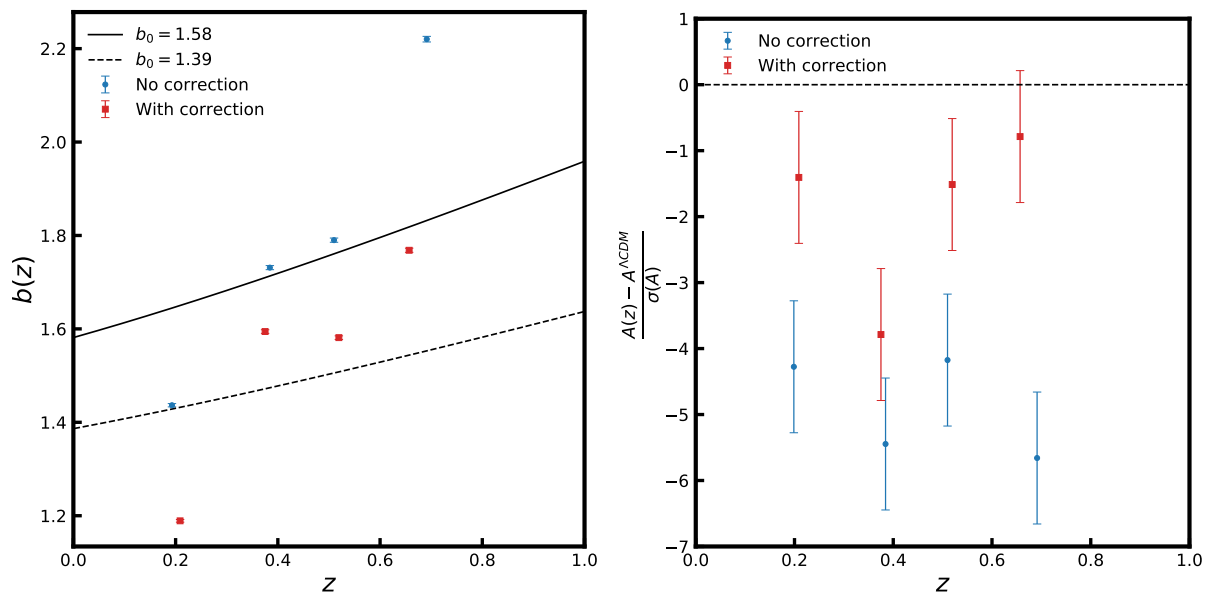 b₀ = 1.58
b₀ = 1.39
No correction
With correction
2.2
2.0
1.8
1.6
1.4
1.2
b(z)
0.0 0.2 0.4 0.6 0.8 1.0
z
No correction
With correction
1
0
−1
−2
−3
−4
−5
−6
−7
A(z) − A^ΛCDM
σ(A)
0.0 0.2 0.4 0.6 0.8 1.0
z